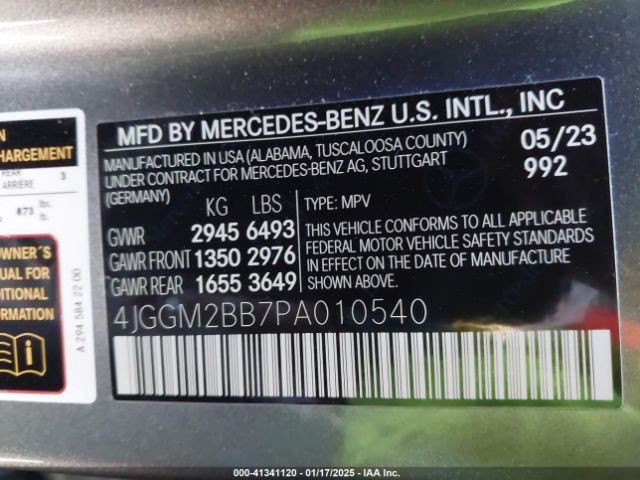 N
HARGEMENT
REAR
ARRIÈRE 3
873 lbs.
lb.
OWNER'S
UAL FOR
DITIONAL
ORMATION
A 294 584 22 00
MFD BY MERCEDES-BENZ U.S. INTL., INC
MANUFACTURED IN USA (ALABAMA, TUSCALOOSA COUNTY)
UNDER CONTRACT FOR MERCEDES-BENZ AG, STUTTGART
(GERMANY)
05/23
992
KG LBS
GVWR 2945 6493
GAWR FRONT 1350 2976
GAWR REAR 1655 3649
TYPE: MPV
THIS VEHICLE CONFORMS TO ALL APPLICABLE
FEDERAL MOTOR VEHICLE SAFETY STANDARDS
IN EFFECT ON THE DATE OF MANUFACTURE
SHOWN ABOVE.
4JGGM2BB7PA010540
000-41341120 | 01/17/2025 | IAA Inc.